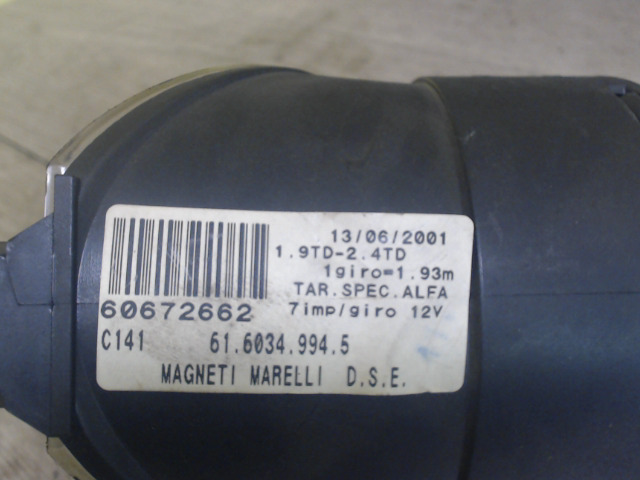 13/06/2001
1.9TD-2.4TD
1giro=1.93m
TAR.SPEC.ALFA
60672662 7imp/giro 12V
C141 61.6034.994.5
MAGNETI MARELLI D.S.E.